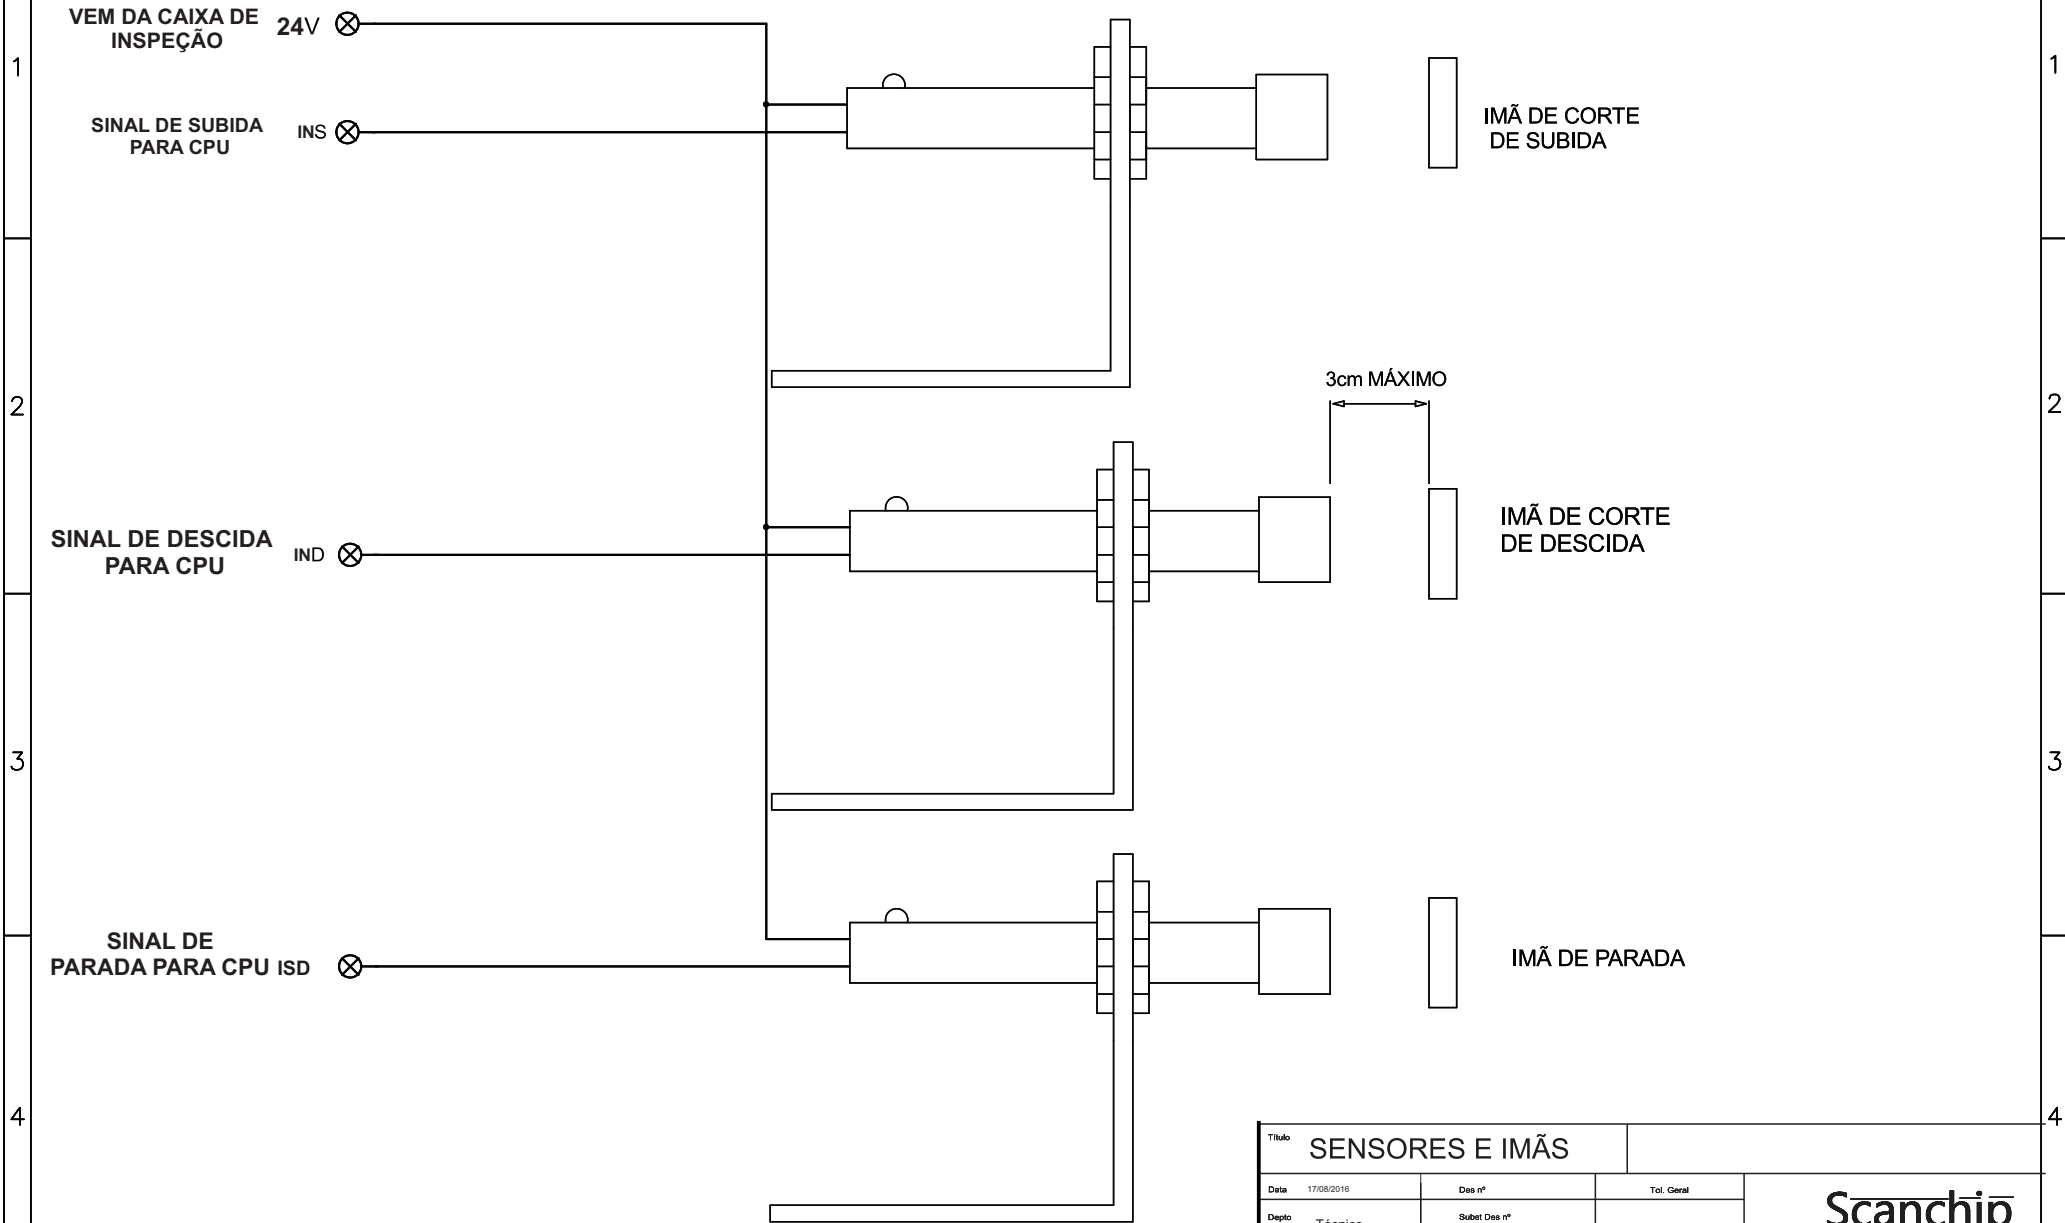 VEM DA CAIXA DE
INSPEÇÃO
24V
1
1
SINAL DE SUBIDA
PARA CPU
INS
IMÃ DE CORTE
DE SUBIDA
3cm MÁXIMO
2
2
SINAL DE DESCIDA
PARA CPU
IND
IMÃ DE CORTE
DE DESCIDA
3
3
SINAL DE
PARADA PARA CPU ISD
IMÃ DE PARADA
4
4
Título SENSORES E IMÃS
Data 17/08/2016 Des nº Tol. Geral
Scanchip
Depto Técnico Subst Des nº